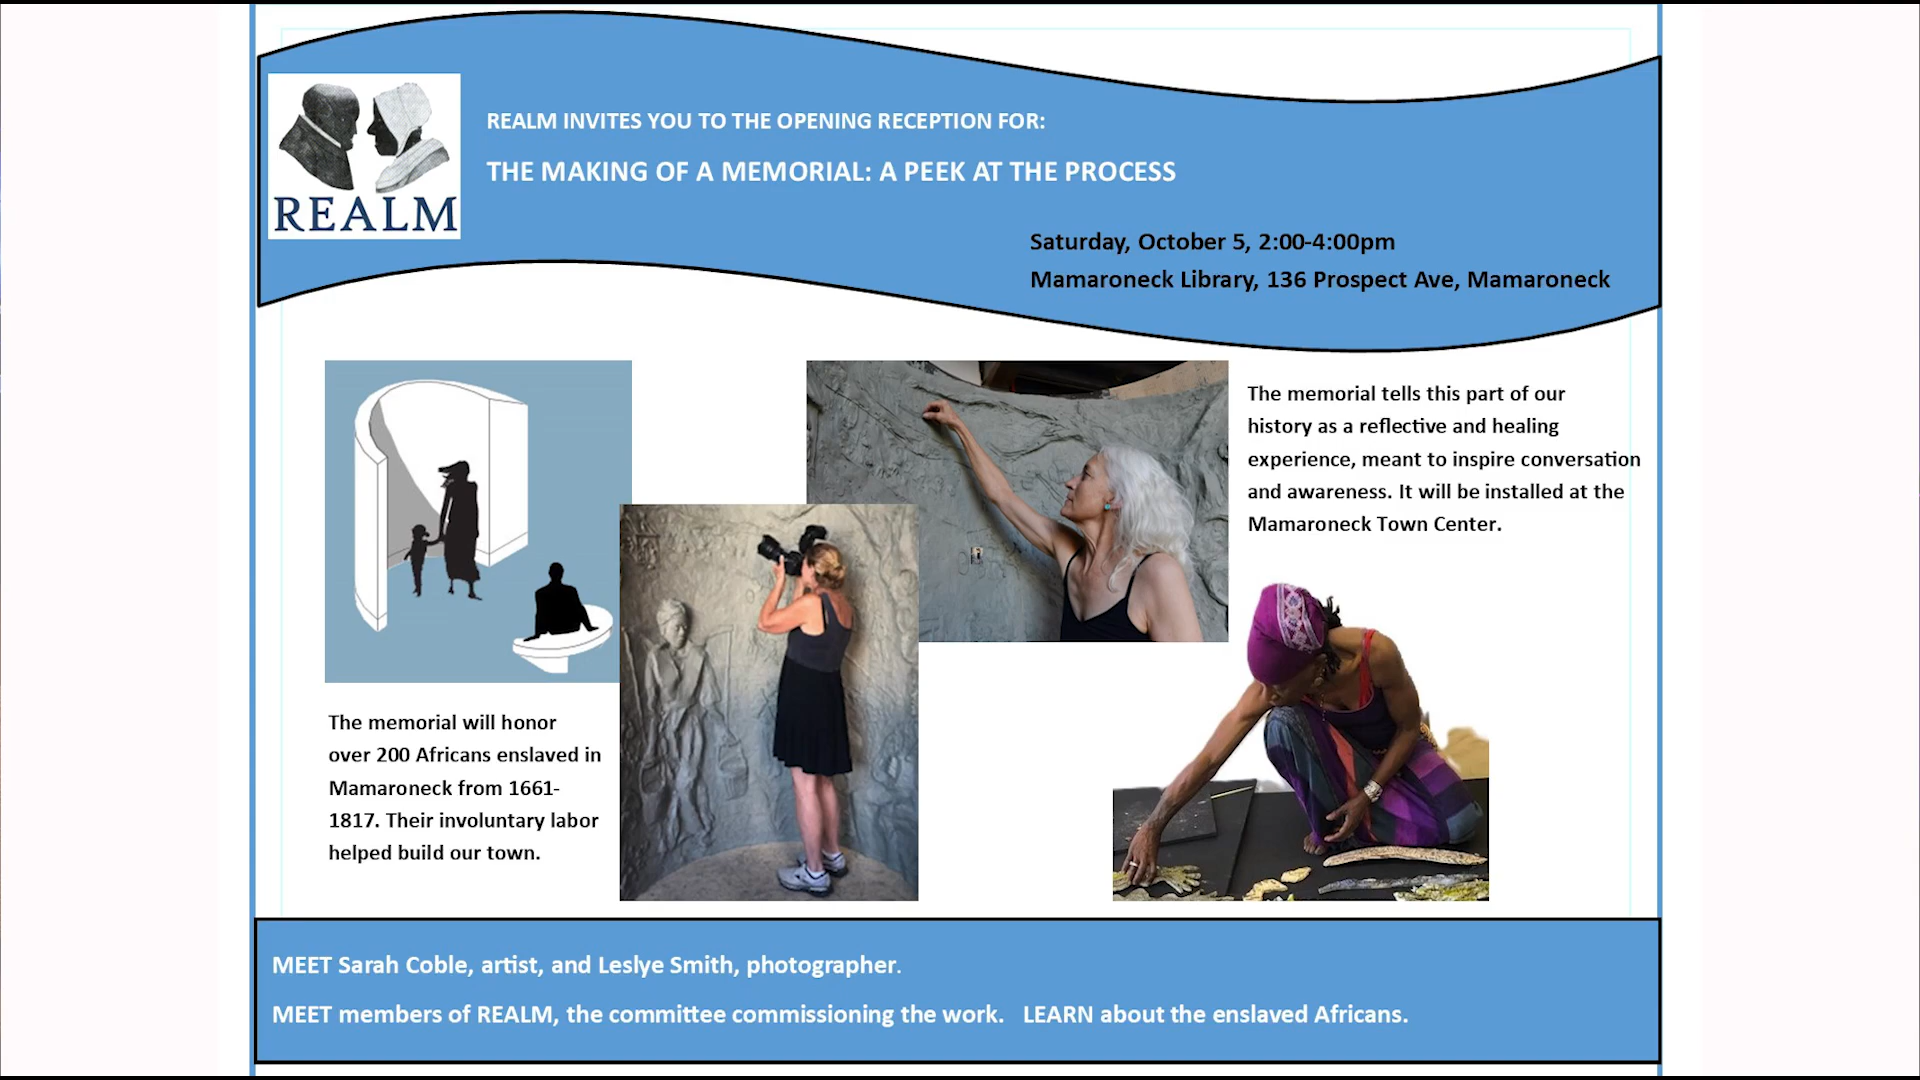 REALM
REALM INVITES YOU TO THE OPENING RECEPTION FOR:
THE MAKING OF A MEMORIAL: A PEEK AT THE PROCESS
Saturday, October 5, 2:00-4:00pm
Mamaroneck Library, 136 Prospect Ave, Mamaroneck
The memorial tells this part of our
history as a reflective and healing
experience, meant to inspire conversation
and awareness. It will be installed at the
Mamaroneck Town Center.
The memorial will honor
over 200 Africans enslaved in
Mamaroneck from 1661-
1817. Their involuntary labor
helped build our town.
MEET Sarah Coble, artist, and Leslye Smith, photographer.
MEET members of REALM, the committee commissioning the work. LEARN about the enslaved Africans.